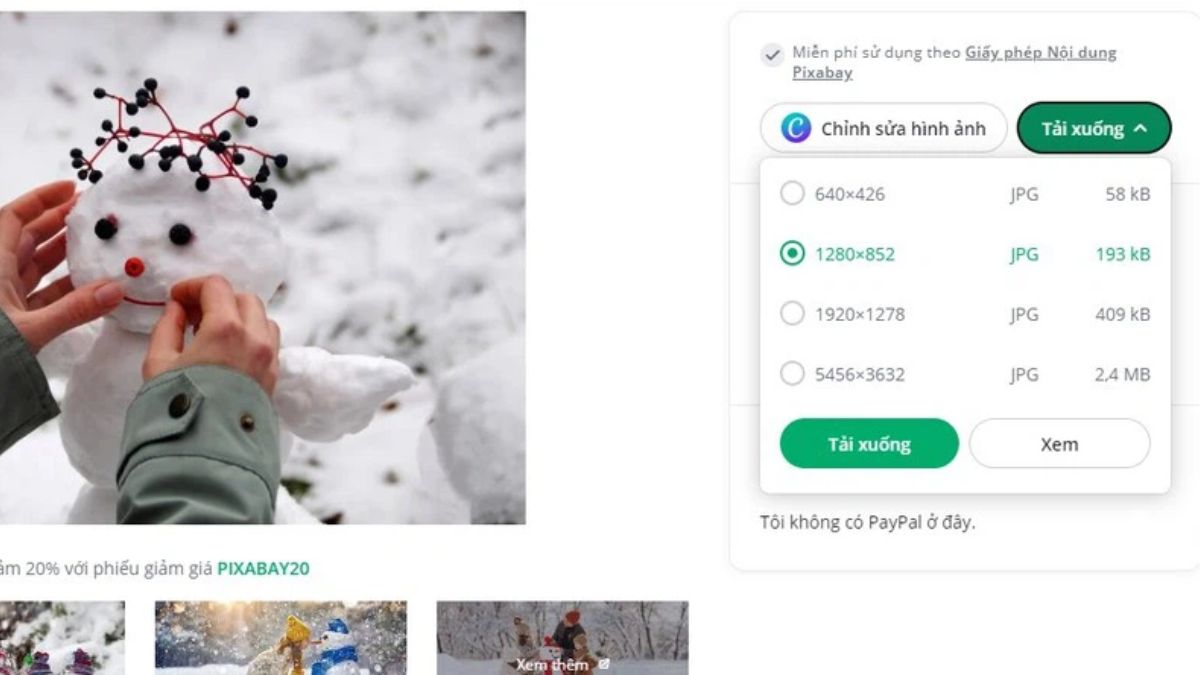 Miễn phí sử dụng theo Giấy phép Nội dung
Pixabay
Chỉnh sửa hình ảnh
Tải xuống
640×426 JPG 58 kB
1280×852 JPG 193 kB
1920×1278 JPG 409 kB
5456×3632 JPG 2,4 MB
Tải xuống
Xem
Tôi không có PayPal ở đây.
20% với phiếu giảm giá PIXABAY20
Xem thêm